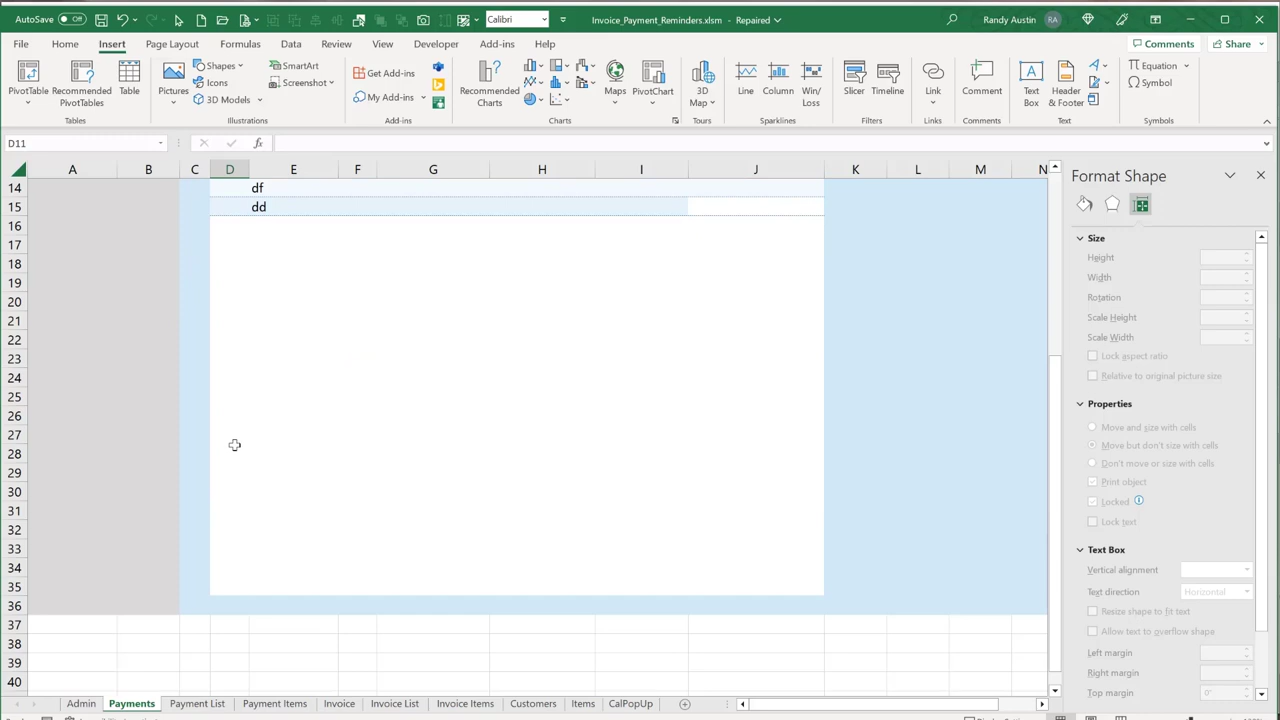 AutoSave Off Calibri Invoice_Payment_Reminders.xlsm - Repaired Randy Austin RA
File Home Insert Page Layout Formulas Data Review View Developer Add-ins Help Comments Share
PivotTable Recommended PivotTables Table Pictures Shapes Icons 3D Models SmartArt Screenshot Get Add-ins My Add-ins Recommended Charts Maps PivotChart 3D Map Line Column Win/Loss Slicer Timeline Link Comment Text Box Header & Footer Equation Symbol
Tables Illustrations Add-ins Charts Tours Sparklines Filters Links Comments Text Symbols
D11 fx
A B C D E F G H I J K L M N
14 df
15 dd
16
17
18
19
20
21
22
23
24
25
26
27
28
29
30
31
32
33
34
35
36
37
38
39
40
Format Shape
Size
Height
Width
Rotation
Scale Height
Scale Width
Lock aspect ratio
Relative to original picture size
Properties
Move and size with cells
Move but don't size with cells
Don't move or size with cells
Print object
Locked
Lock text
Text Box
Vertical alignment
Text direction Horizontal
Resize shape to fit text
Allow text to overflow shape
Left margin
Right margin
Top margin 0"
Admin Payments Payment List Payment Items Invoice Invoice List Invoice Items Customers Items CalPopUp